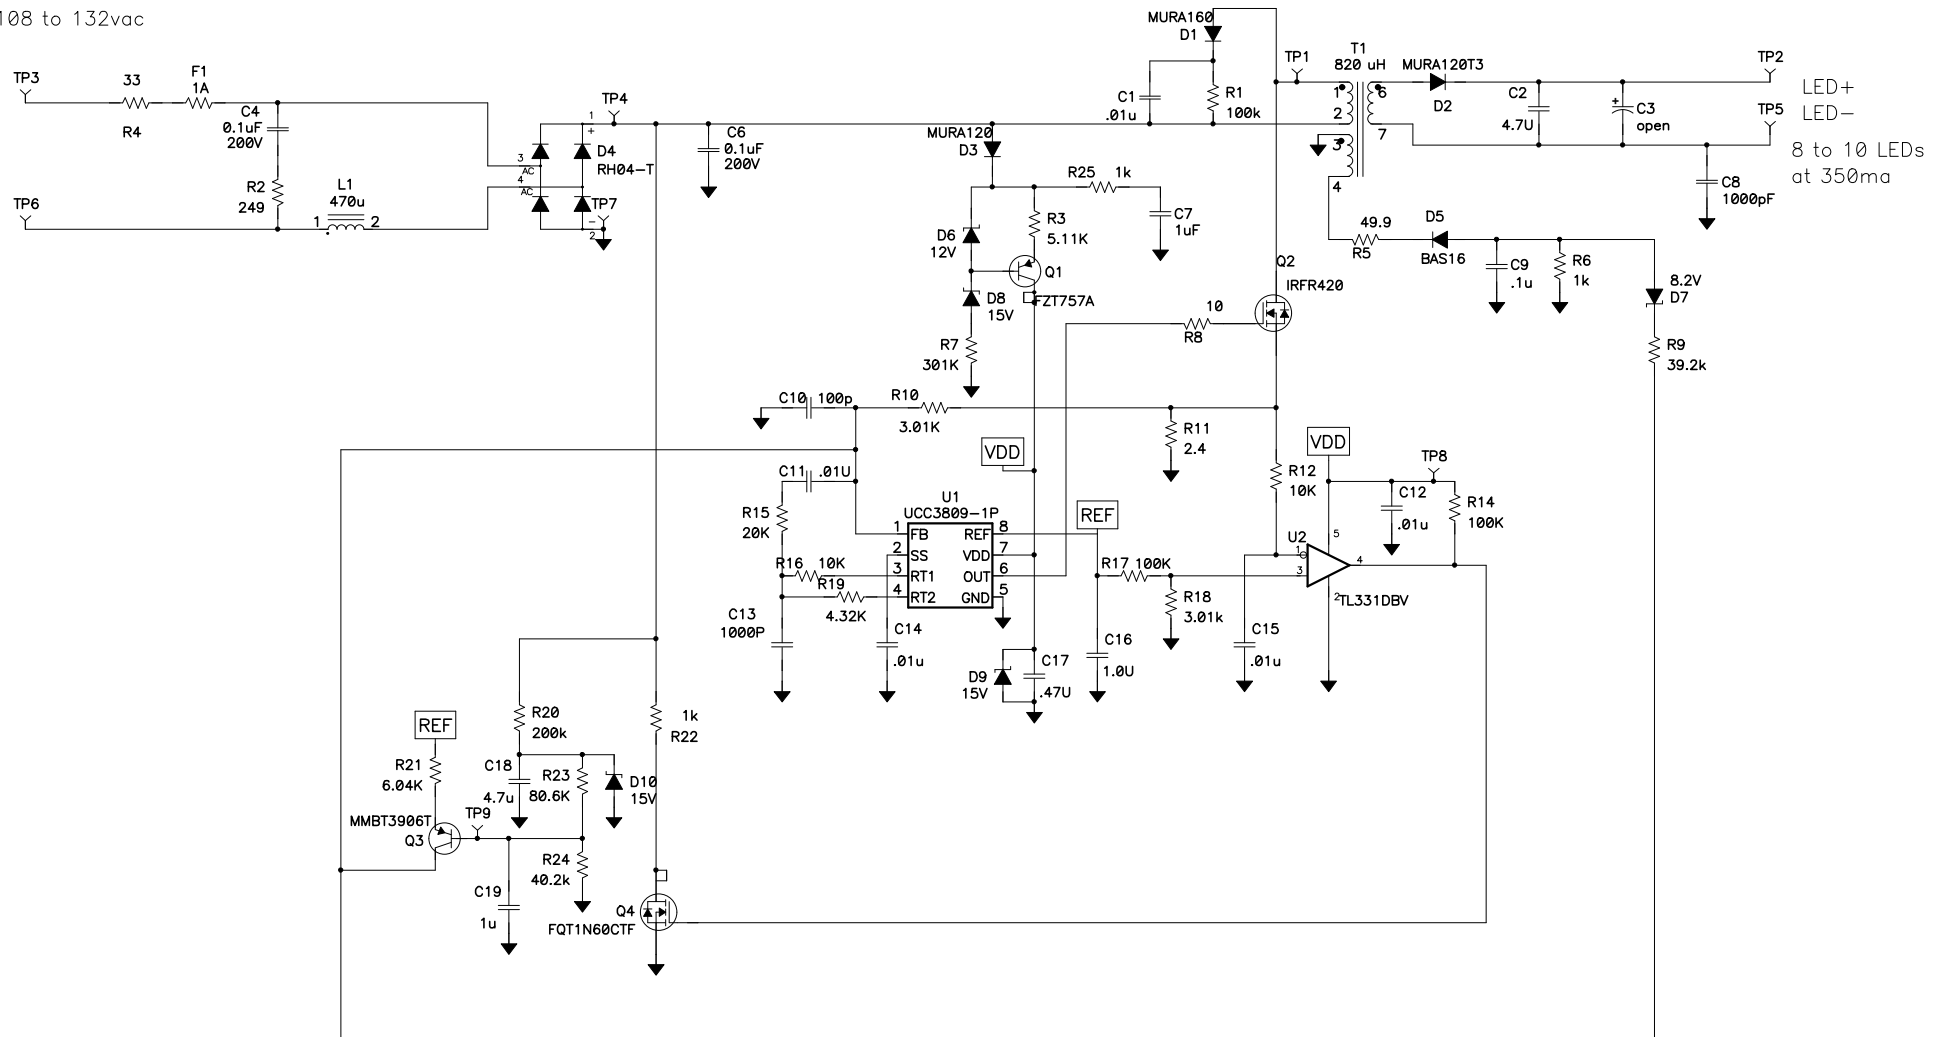 108 to 132vac
TP3
33
R4
F1
1A
C4
0.1uF
200V
R2
249
TP6
L1
470u
1
2
3
AC
4
AC
1
+
TP4
D4
RH04-T
TP7
-
2
C6
0.1uF
200V
MURA120
D3
C1
.01u
MURA160
D1
R1
100k
TP1
T1
820 uH
1
2
3
4
6
7
MURA120T3
D2
C2
4.7U
C3
+
open
TP2
TP5
LED+
LED-
8 to 10 LEDs
at 350ma
C8
1000pF
R25 1k
C7
1uF
R3
5.11K
D6
12V
Q1
FZT757A
D8
15V
R7
301K
49.9
R5
D5
BAS16
C9
.1u
R6
1k
8.2V
D7
R9
39.2k
Q2
IRFR420
10
R8
C10 100p
R10
3.01K
R11
2.4
VDD
VDD
TP8
C11 .01U
R15
20K
R16 10K
R19
4.32K
C13
1000P
U1
UCC3809-1P
1 FB
2 SS
3 RT1
4 RT2
REF 8
VDD 7
OUT 6
GND 5
C14
.01u
REF
R12
10K
C12
.01u
R14
100K
R17 100K
R18
3.01k
U2
1
3
5
4
2
TL331DBV
C15
.01u
C16
1.0U
D9
15V
C17
.47U
R20
200k
1k
R22
REF
R21
6.04K
C18
4.7u
R23
80.6K
D10
15V
MMBT3906T
Q3
TP9
R24
40.2k
C19
1u
Q4
FQT1N60CTF